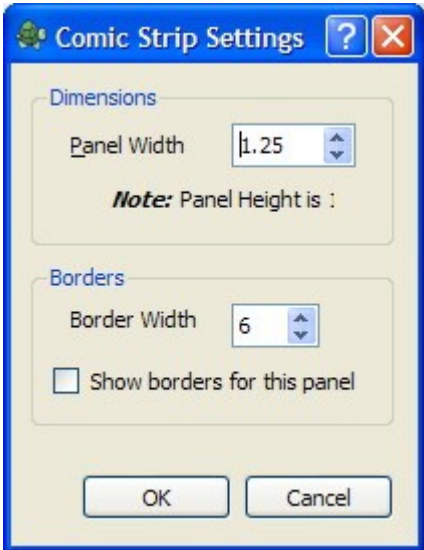 Comic Strip Settings
Dimensions
Panel Width 1.25
Note: Panel Height is
Borders
Border Width 6
Show borders for this panel
OK Cancel